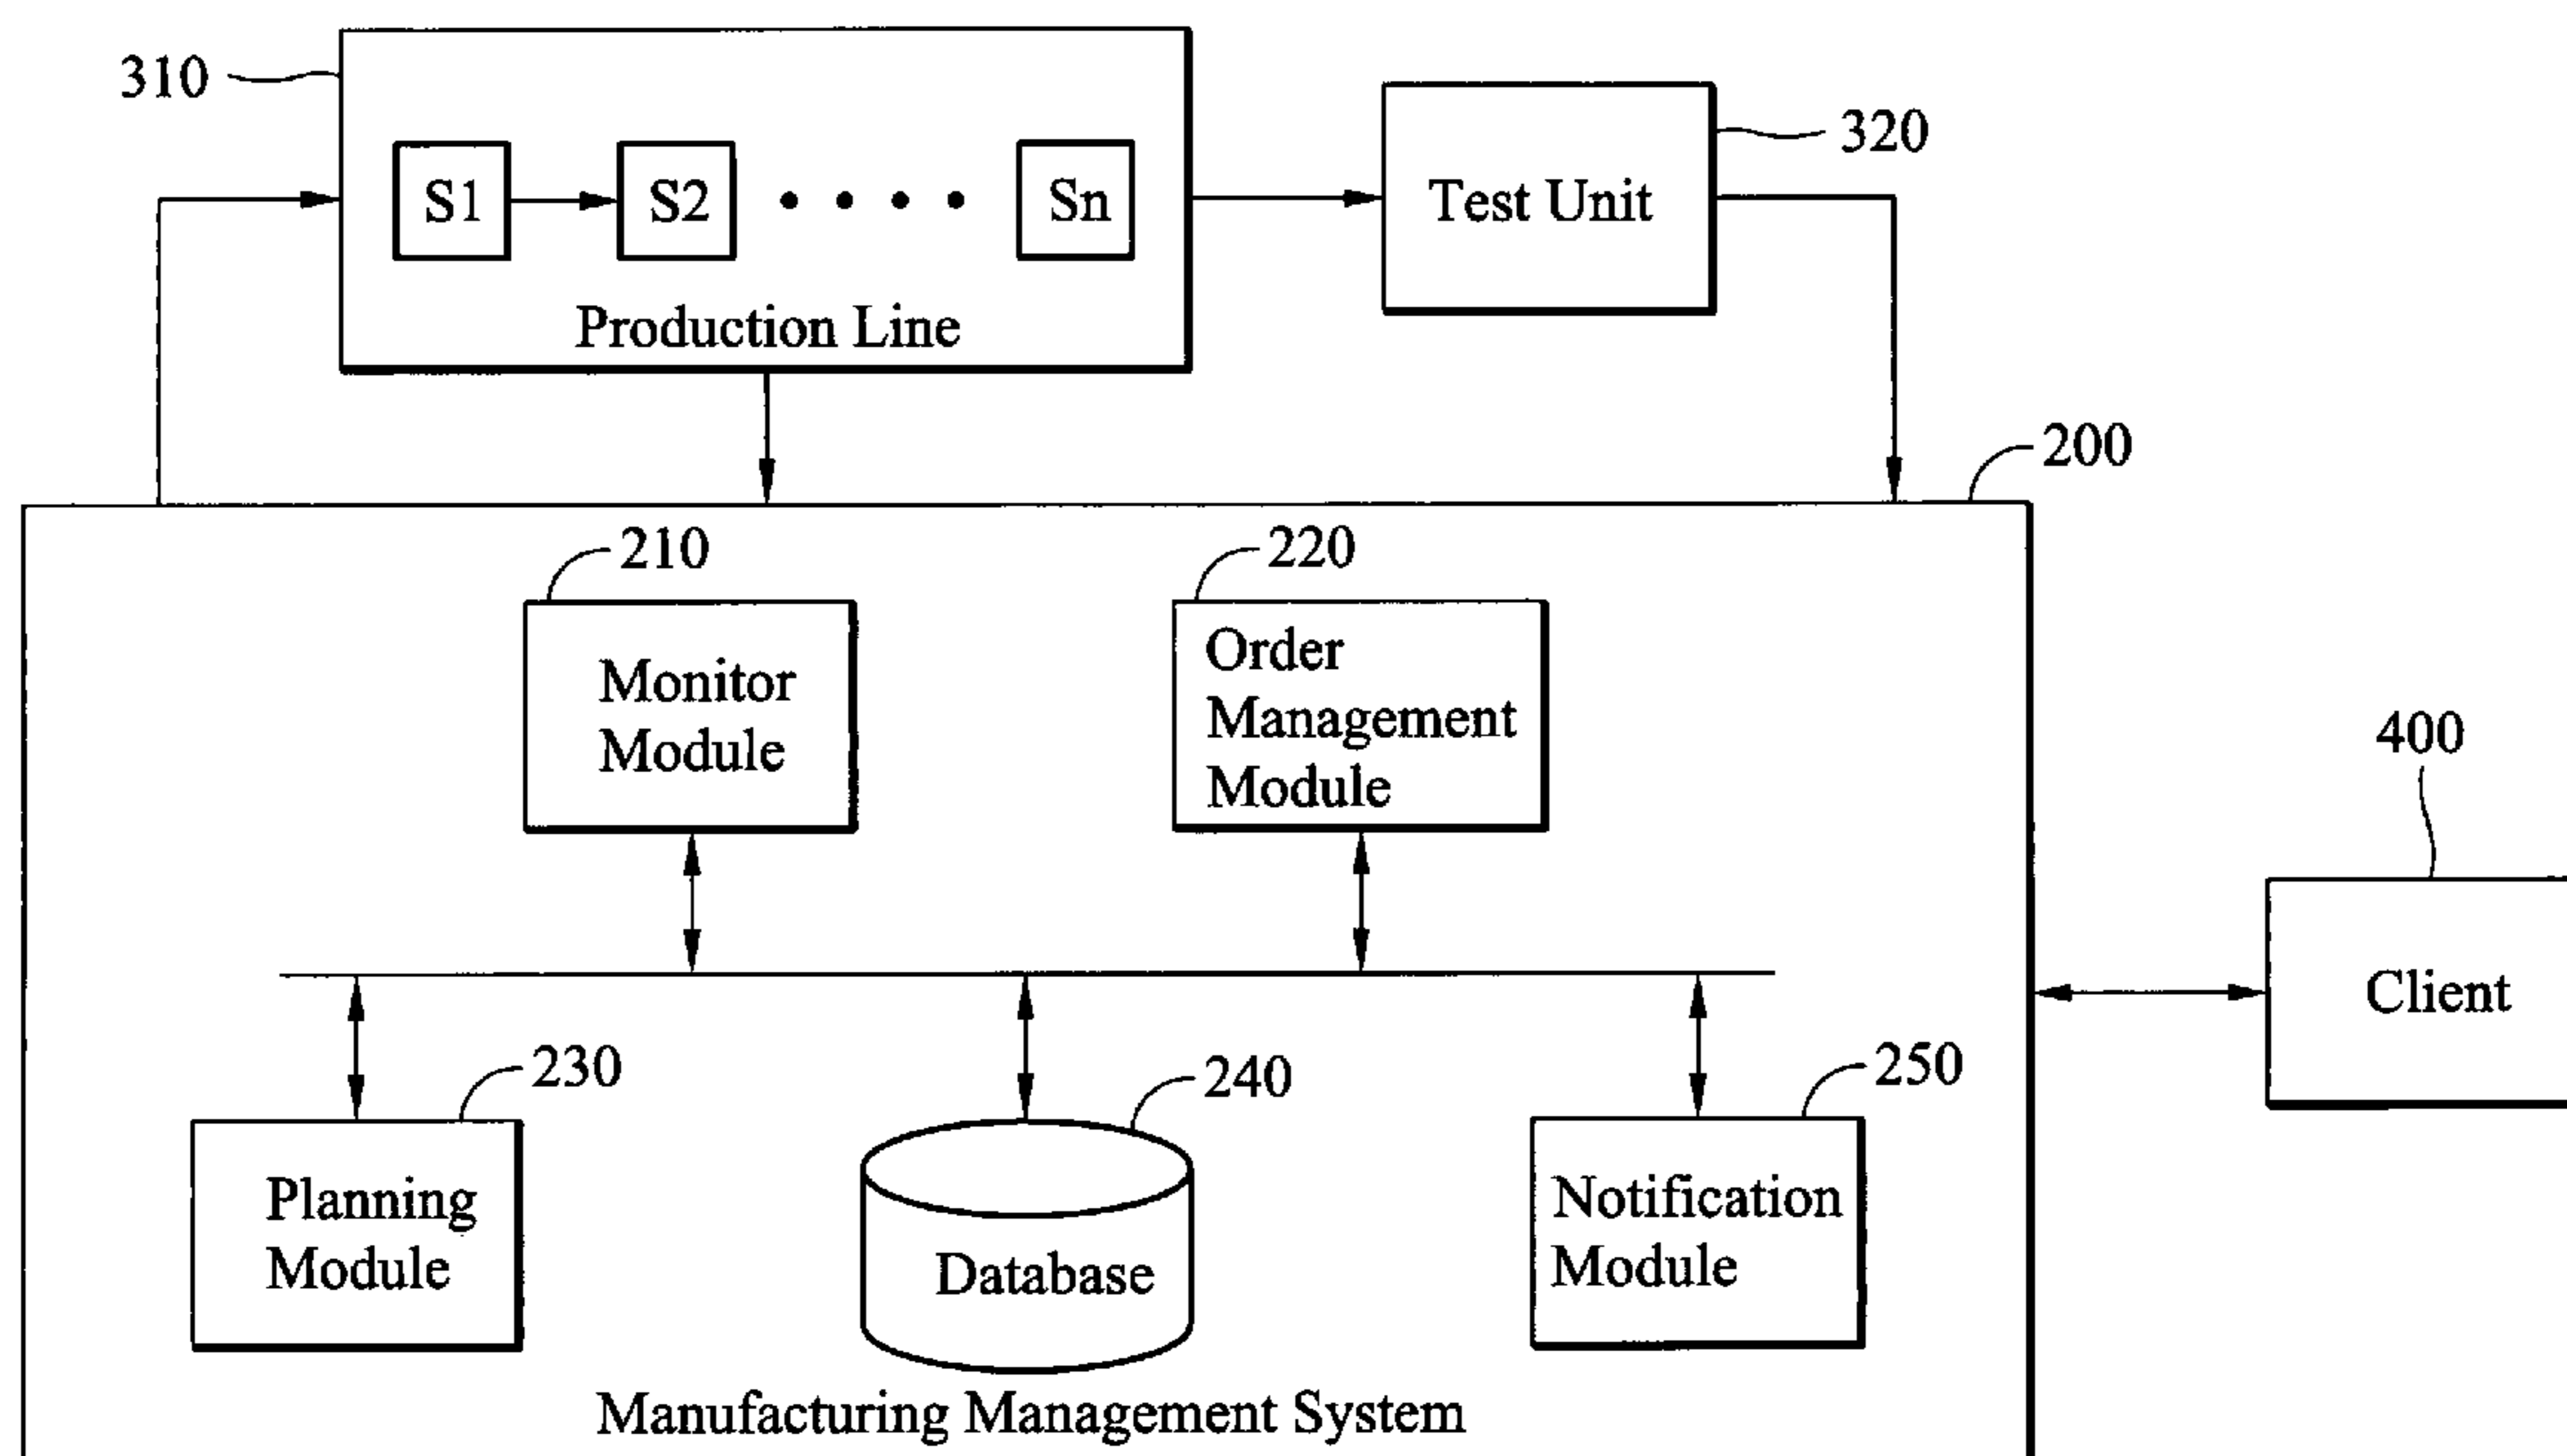 310
S1
S2
Sn
Production Line
Test Unit
320
200
210
Monitor
Module
220
Order
Management
Module
400
Client
230
Planning
Module
240
Database
250
Notification
Module
Manufacturing Management System